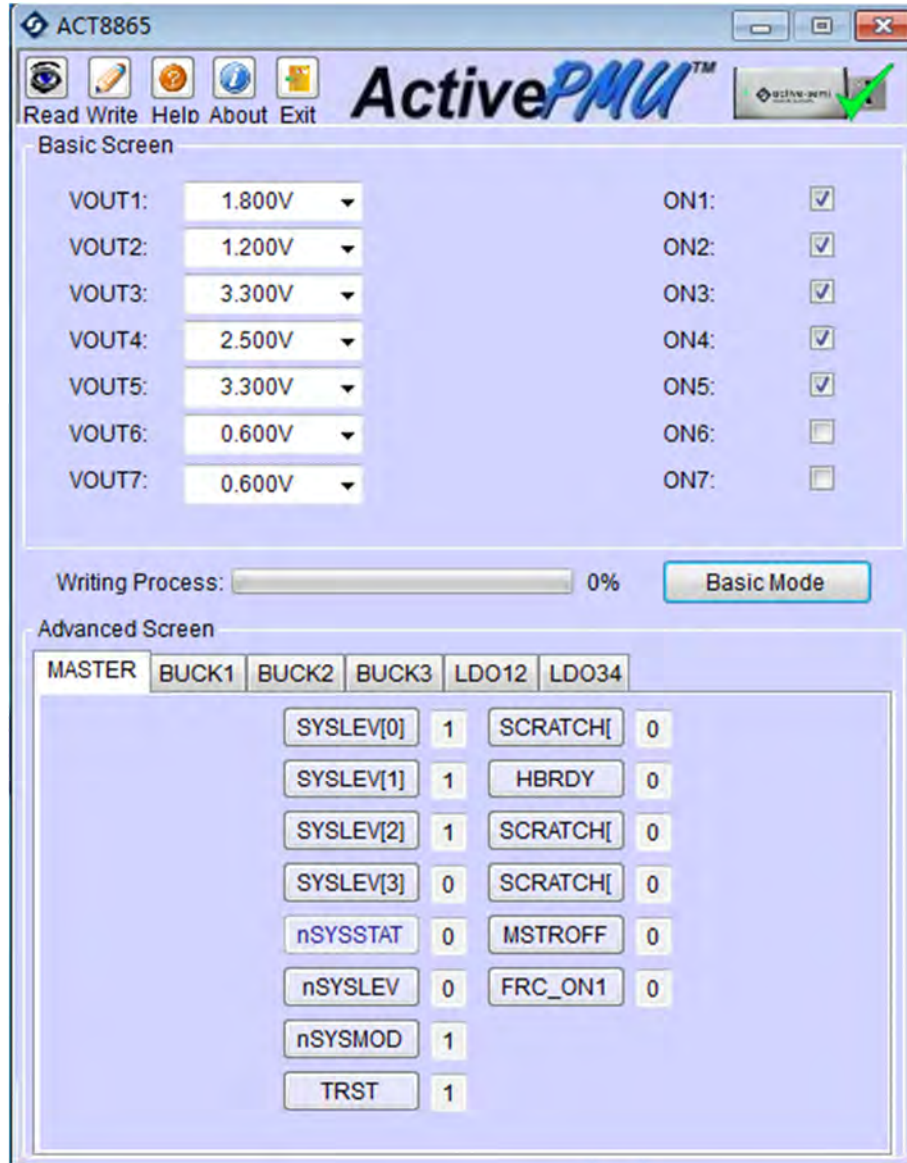 ACT8865
Read Write Help About Exit
ActivePMU™
active-semi
Basic Screen
VOUT1: 1.800V ON1:
VOUT2: 1.200V ON2:
VOUT3: 3.300V ON3:
VOUT4: 2.500V ON4:
VOUT5: 3.300V ON5:
VOUT6: 0.600V ON6:
VOUT7: 0.600V ON7:
Writing Process: 0% Basic Mode
Advanced Screen
MASTER BUCK1 BUCK2 BUCK3 LDO12 LDO34
SYSLEV[0] 1 SCRATCH[ 0
SYSLEV[1] 1 HBRDY 0
SYSLEV[2] 1 SCRATCH[ 0
SYSLEV[3] 0 SCRATCH[ 0
nSYSSTAT 0 MSTROFF 0
nSYSLEV 0 FRC_ON1 0
nSYSMOD 1
TRST 1